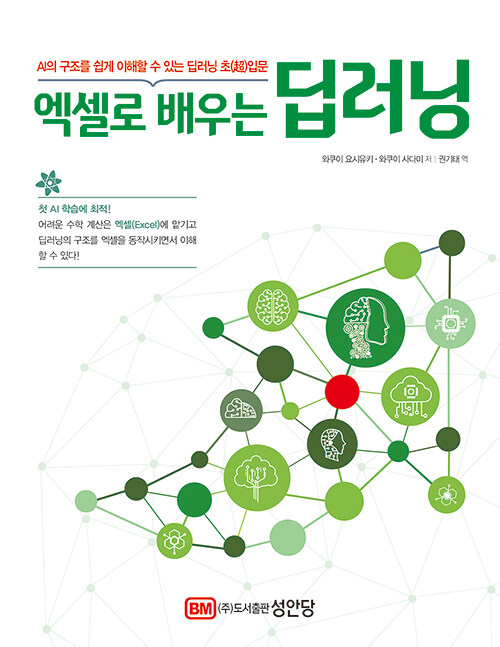 AI의 구조를 쉽게 이해할 수 있는 딥러닝 초(超)입문
엑셀로 배우는 딥러닝
와쿠이 요시유키 · 와쿠이 사다미 저 | 권기태 역
첫 AI 학습에 최적!
어려운 수학 계산은 엑셀(Excel)에 맡기고
딥러닝의 구조를 엑셀을 동작시키면서 이해
할 수 있다!
BM (주)도서출판 성안당